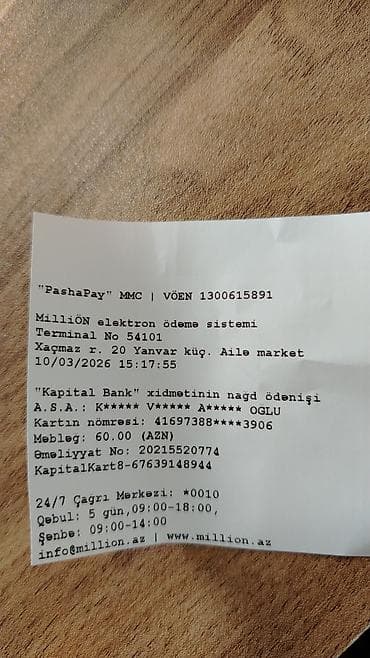 "PashaPay" MMC | VÖEN 1300615891
MilliÖN elektron ödəmə sistemi
Terminal No 54101
Xaçmaz r. 20 Yanvar küç. Ailə market
10/03/2026 15:17:55
"Kapital Bank" xidmətinin nağd ödənişi
A.S.A.: K***** V***** A***** OGLU
Kartın nömrəsi: 41697388****3906
Məbləğ: 60.00 (AZN)
Əməliyyat No: 20215520774
KapitalKart8-67639148944
24/7 Çağrı Mərkəzi: *0010
Qəbul: 5 gün,09:00-18:00,
Şənbə: 09:00-14:00
info@million.az | www.million.az